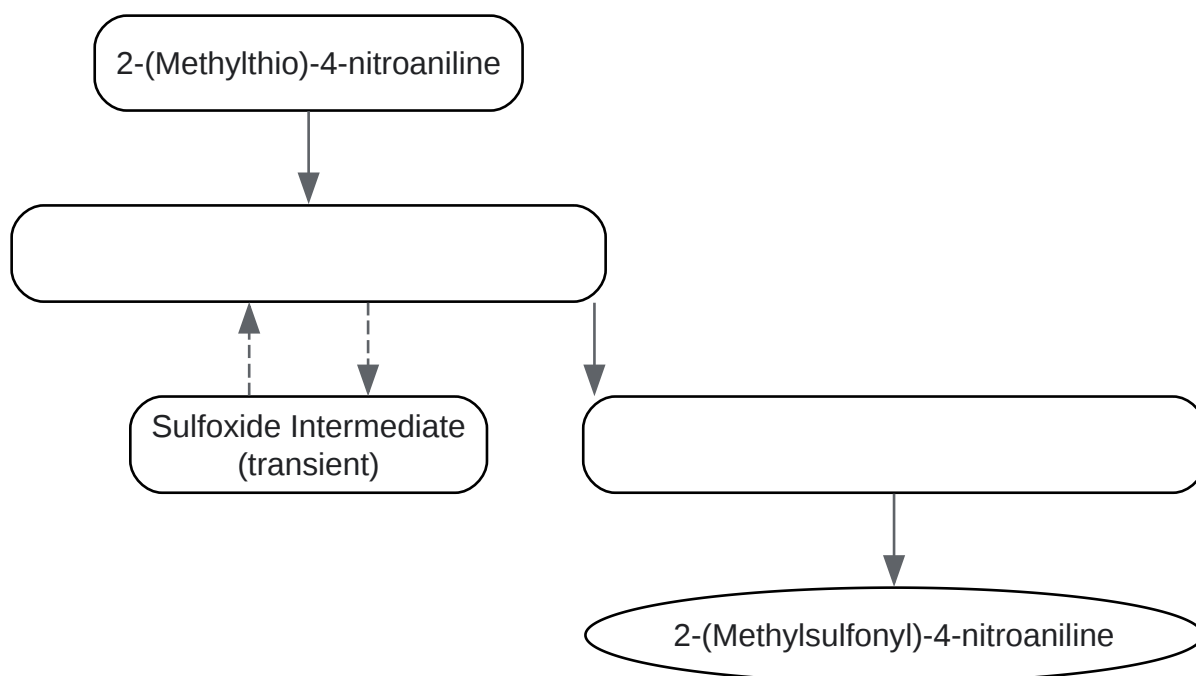 2-(Methylthio)-4-nitroaniline
Sulfoxide Intermediate
(transient)
2-(Methylsulfonyl)-4-nitroaniline